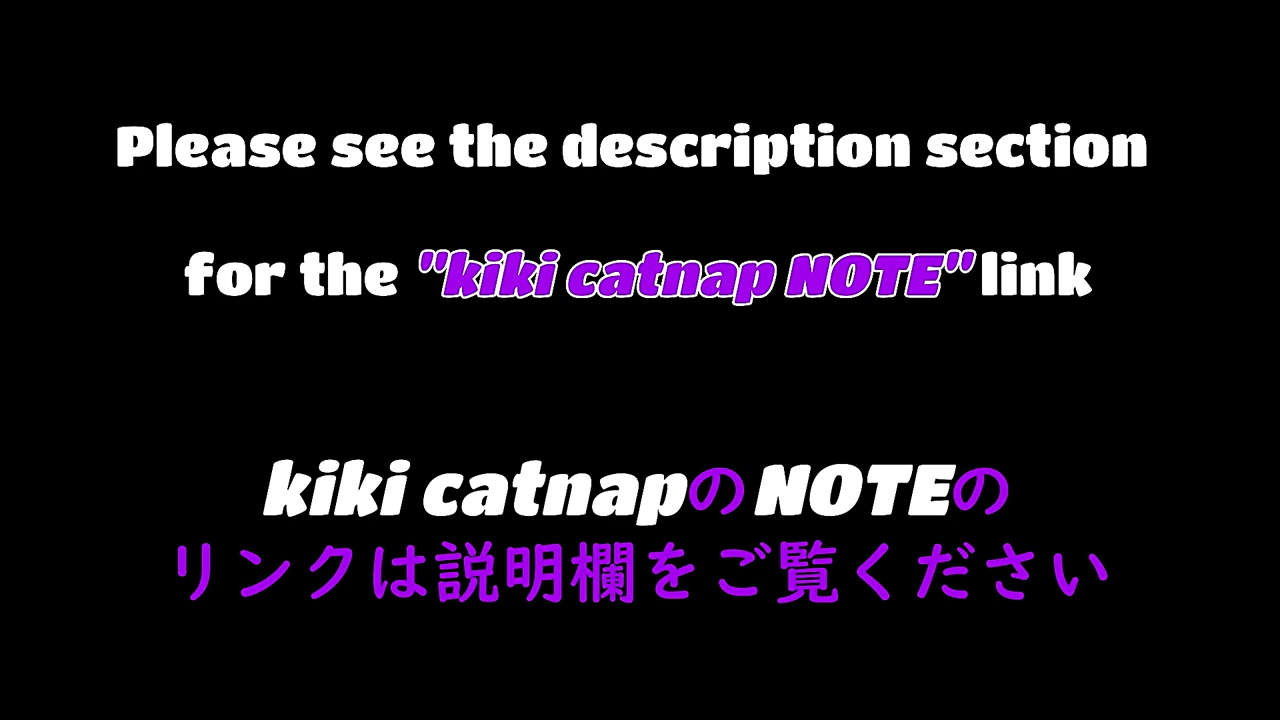 Please see the description section
for the "kiki catnap NOTE" link
kiki catnapのNOTEの
リンクは説明欄をご覧ください